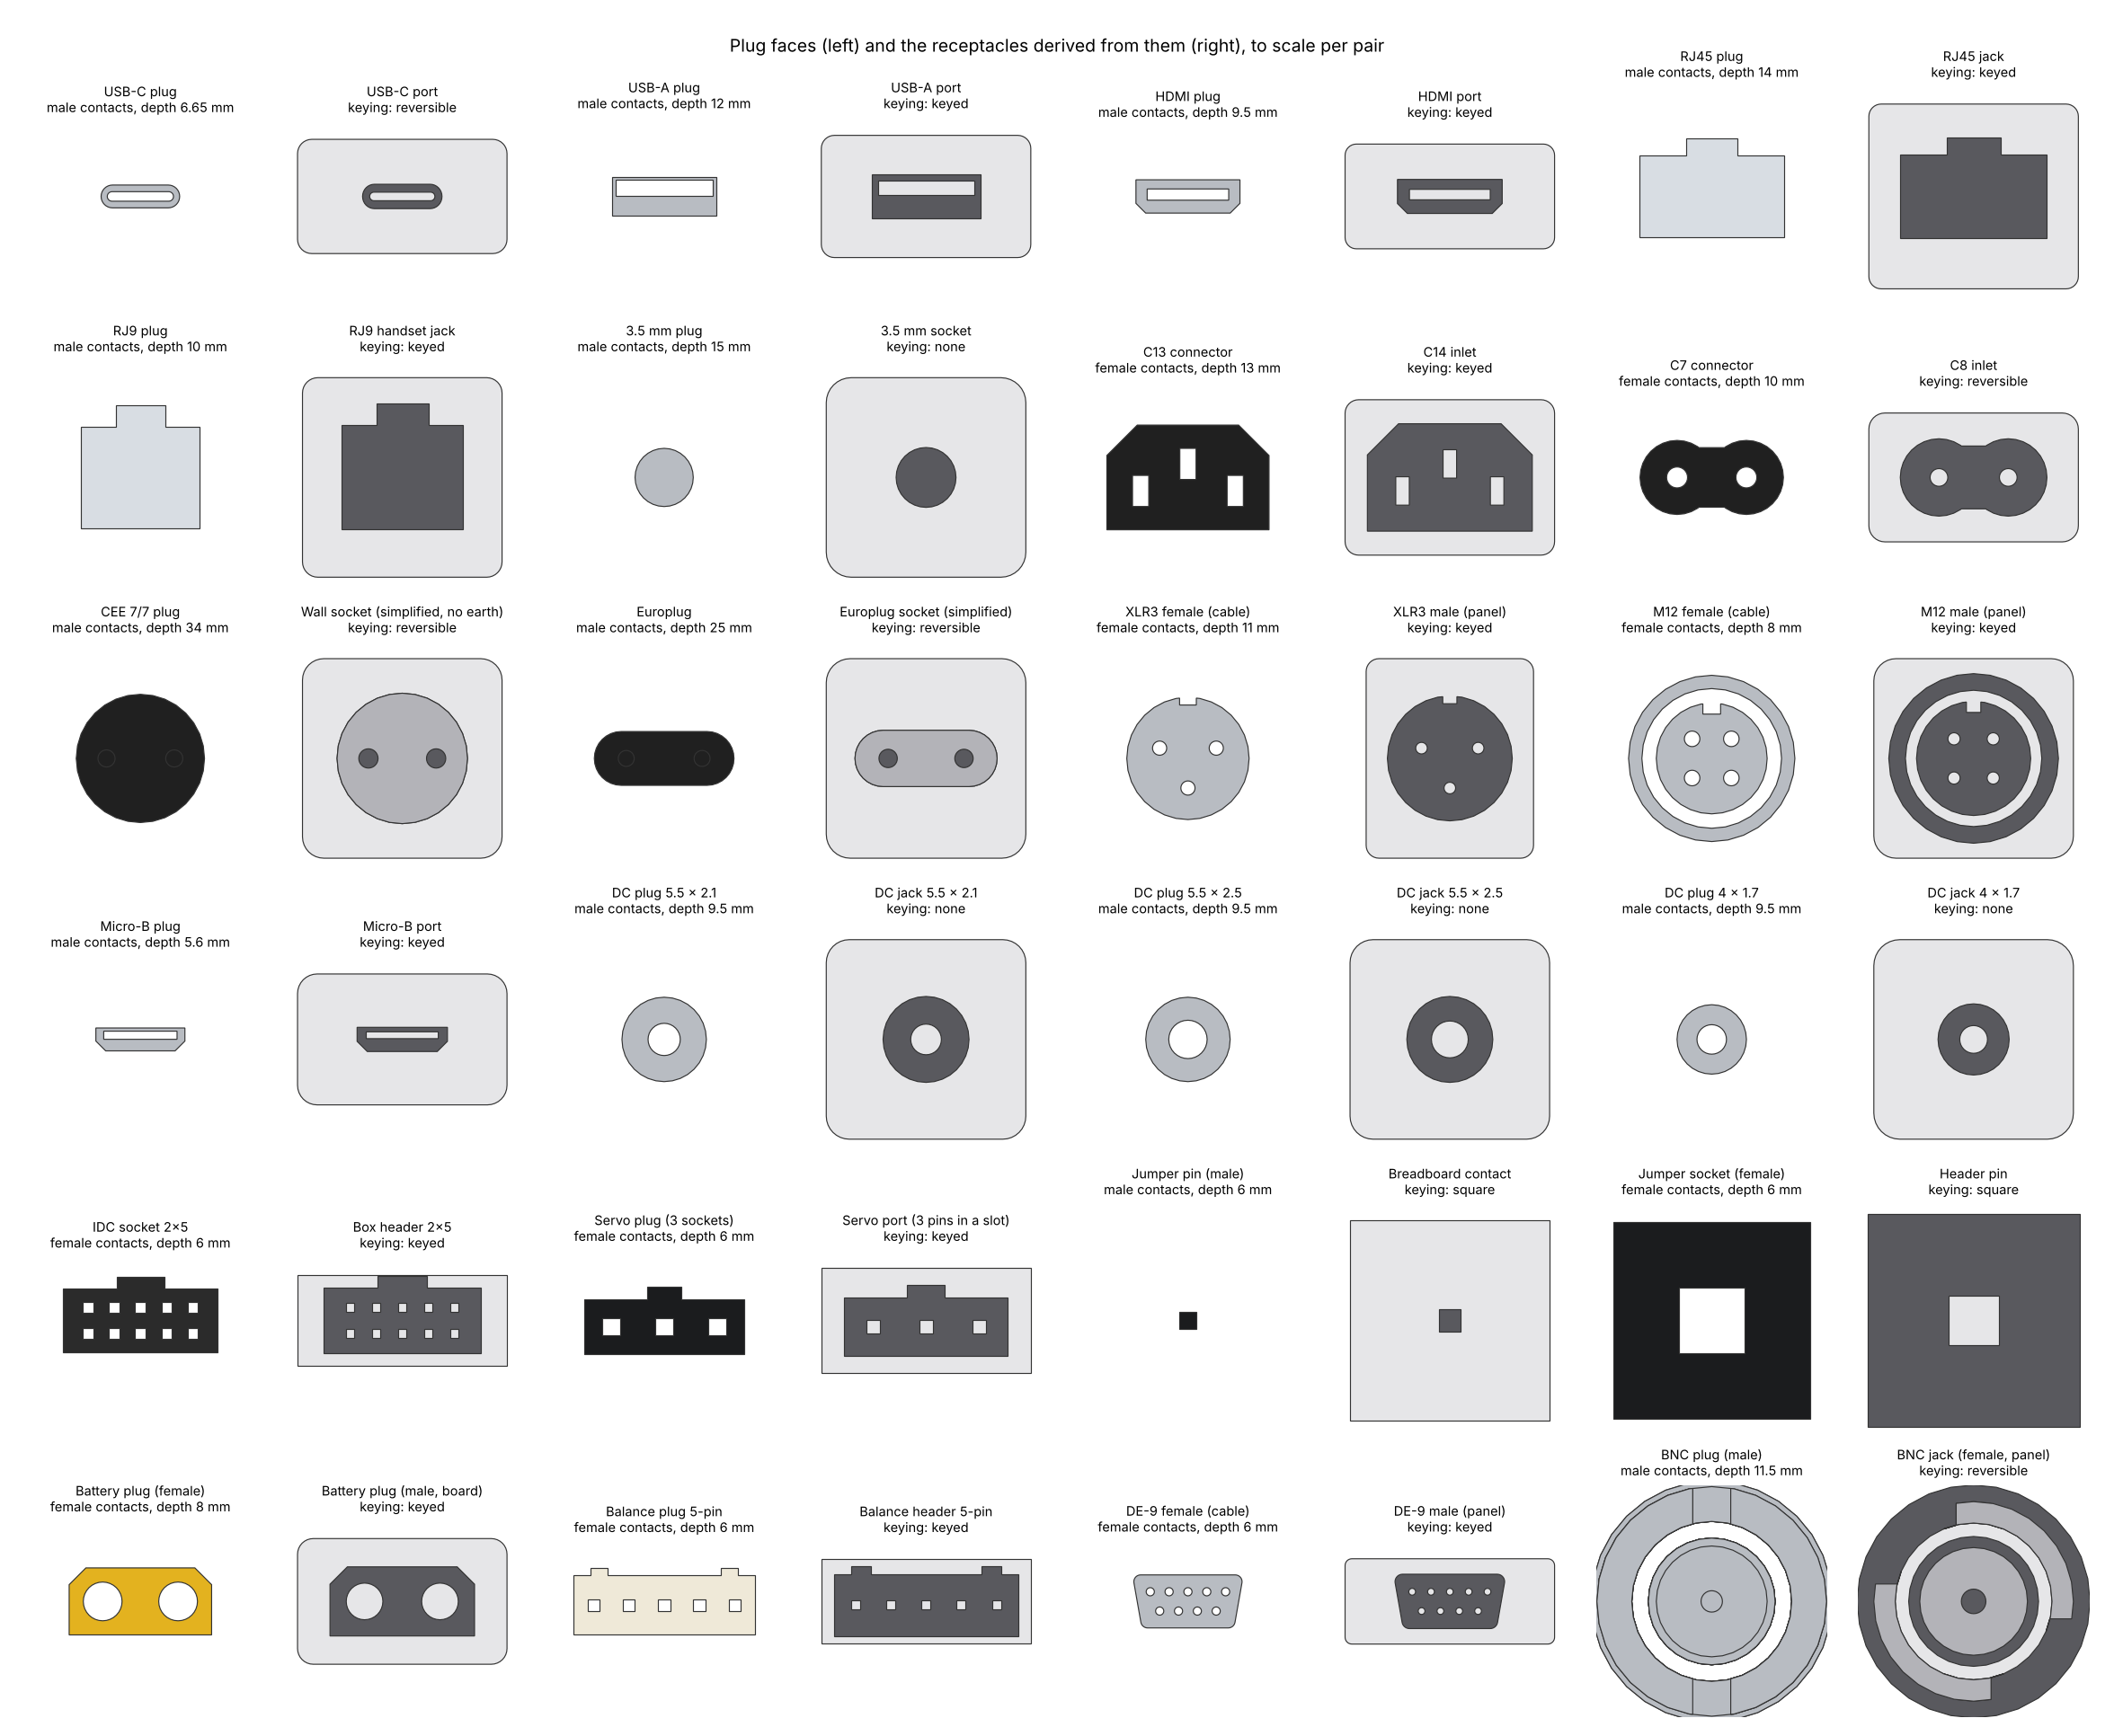 Plug faces (left) and the receptacles derived from them (right), to scale per pair
USB-C plug
male contacts, depth 6.65 mm
USB-C port
keying: reversible
USB-A plug
male contacts, depth 12 mm
USB-A port
keying: keyed
HDMI plug
male contacts, depth 9.5 mm
HDMI port
keying: keyed
RJ45 plug
male contacts, depth 14 mm
RJ45 jack
keying: keyed
RJ9 plug
male contacts, depth 10 mm
RJ9 handset jack
keying: keyed
3.5 mm plug
male contacts, depth 15 mm
3.5 mm socket
keying: none
C13 connector
female contacts, depth 13 mm
C14 inlet
keying: keyed
C7 connector
female contacts, depth 10 mm
C8 inlet
keying: reversible
CEE 7/7 plug
male contacts, depth 34 mm
Wall socket (simplified, no earth)
keying: reversible
Europlug
male contacts, depth 25 mm
Europlug socket (simplified)
keying: reversible
XLR3 female (cable)
female contacts, depth 11 mm
XLR3 male (panel)
keying: keyed
M12 female (cable)
female contacts, depth 8 mm
M12 male (panel)
keying: keyed
Micro-B plug
male contacts, depth 5.6 mm
Micro-B port
keying: keyed
DC plug 5.5 × 2.1
male contacts, depth 9.5 mm
DC jack 5.5 × 2.1
keying: none
DC plug 5.5 × 2.5
male contacts, depth 9.5 mm
DC jack 5.5 × 2.5
keying: none
DC plug 4 × 1.7
male contacts, depth 9.5 mm
DC jack 4 × 1.7
keying: none
IDC socket 2×5
female contacts, depth 6 mm
Box header 2×5
keying: keyed
Servo plug (3 sockets)
female contacts, depth 6 mm
Servo port (3 pins in a slot)
keying: keyed
Jumper pin (male)
male contacts, depth 6 mm
Breadboard contact
keying: square
Jumper socket (female)
female contacts, depth 6 mm
Header pin
keying: square
Battery plug (female)
female contacts, depth 8 mm
Battery plug (male, board)
keying: keyed
Balance plug 5-pin
female contacts, depth 6 mm
Balance header 5-pin
keying: keyed
DE-9 female (cable)
female contacts, depth 6 mm
DE-9 male (panel)
keying: keyed
BNC plug (male)
male contacts, depth 11.5 mm
BNC jack (female, panel)
keying: reversible